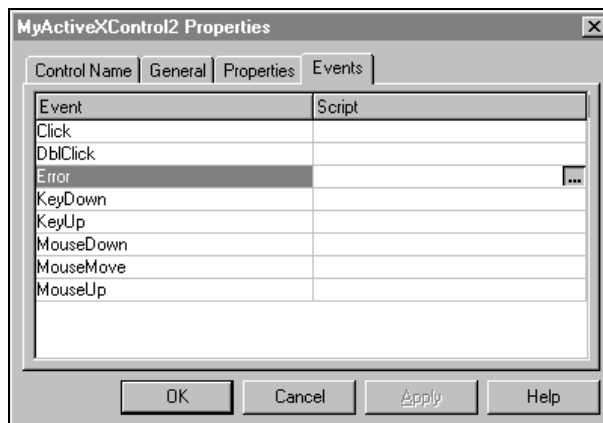 MyActiveXControl2 Properties
Control Name General Properties Events
Event Script
Click
DblClick
Error ...
KeyDown
KeyUp
MouseDown
MouseMove
MouseUp
OK Cancel Apply Help